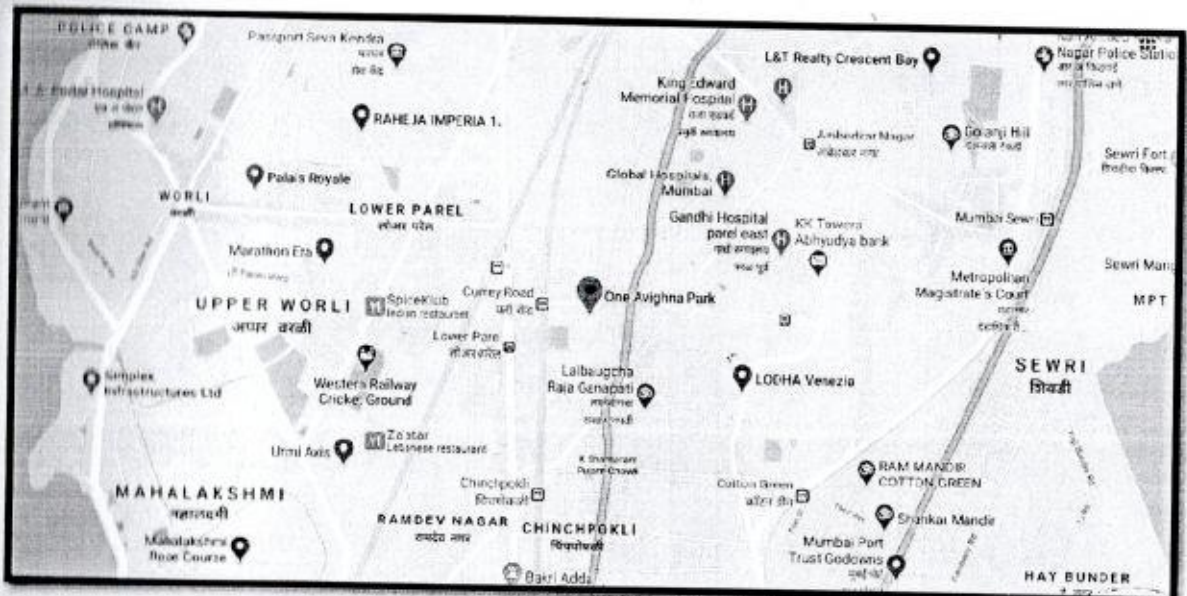 POLICE CAMP
Passport Seva Kendra
L&T Realty Crescent Bay
Nagar Police Statio
King Edward
Memorial Hospital
Hospital
RAHEJA IMPERIA 1.
Ambedkar Nagar
Golanji Hill
Sewri Fort
Palais Royale
Global Hospitals,
Mumbai
WORLI
वरळी
LOWER PAREL
लोअर परेल
Gandhi Hospital
parel east
KK Towers
Abhyudya bank
Mumbai Sewri
Marathon Era
Metropolitan
Magistrate's Court
Sewri
MPT
UPPER WORLI
अप्पर वरळी
SpiceKlub
Indian restaurant
Currey Road
One Avighna Park
Lower Parel
SEWRI
शिवडी
Simplex
Infrastructures Ltd
Western Railway
Cricket Ground
Lalbaugcha
Raja Ganapati
LODHA Venezia
Urmi Axis
Zaatar
Lebanese restaurant
RAM MANDIR
COTTON GREEN
Cotton Green
कॉटन ग्रीन
Chinchpokli
MAHALAKSHMI
महालक्ष्मी
RAMDEV NAGAR
रामदेव नगर
CHINCHPOKLI
चिंचपोकळी
Shankar Mandir
Mahalakshmi
Race Course
Mumbai Port
Trust Godowns
Bakri Adda
HAY BUNDER